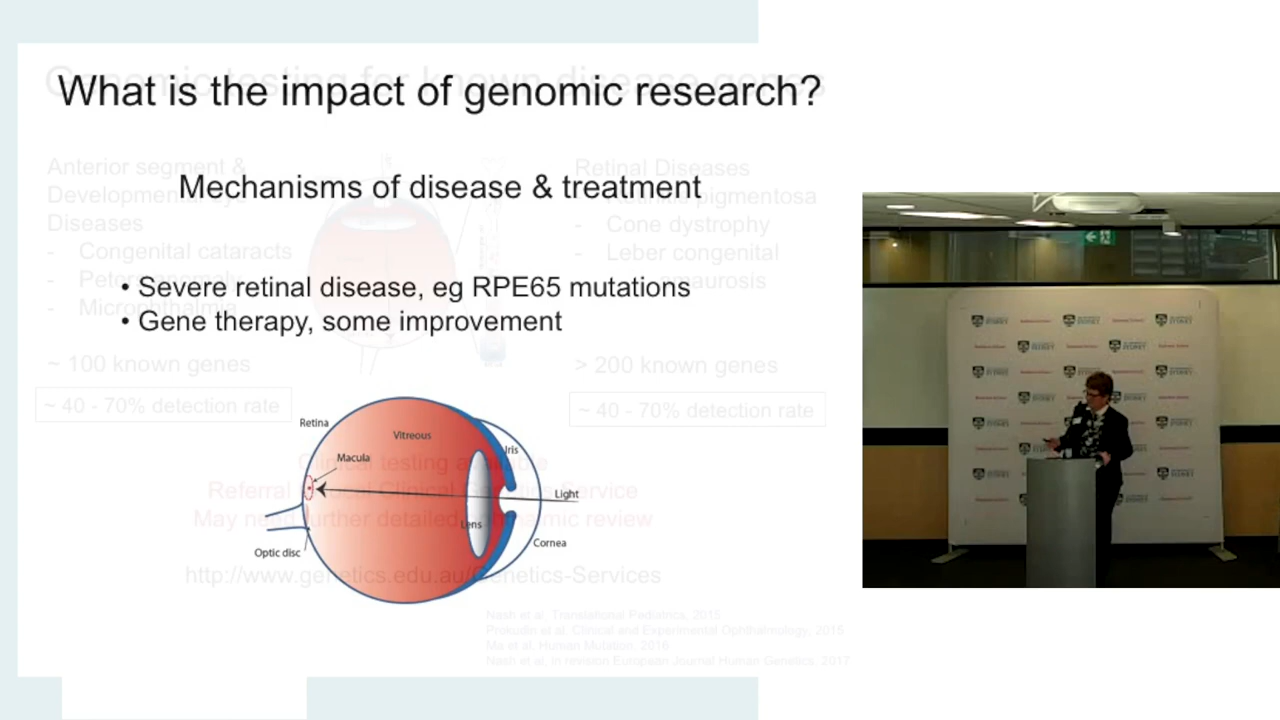 Genomic testing for known disease genes
What is the impact of genomic research?
Mechanisms of disease & treatment
• Severe retinal disease, eg RPE65 mutations
• Gene therapy, some improvement
Anterior segment &
Developmental eye
Diseases
- Congenital cataracts
- Peters anomaly
- Microphthalmia
~ 100 known genes
~ 40 - 70% detection rate
Retinal Diseases
- Retinitis pigmentosa
- Cone dystrophy
- Leber congenital
amaurosis
> 200 known genes
~ 40 - 70% detection rate
Retina
Vitreous
Iris
Macula
Light
Lens
Cornea
Optic disc
Clinical testing available
Referral to local Clinical Genetics Service
May need further detailed ophthalmic review
http://www.genetics.edu.au/Genetics-Services
Nash et al. Translational Pediatrics, 2015
Prokudin et al. Clinical and Experimental Ophthalmology, 2015
Ma et al. Human Mutation, 2016
Nash et al, in revision European Journal Human Genetics, 2017
SYDNEY